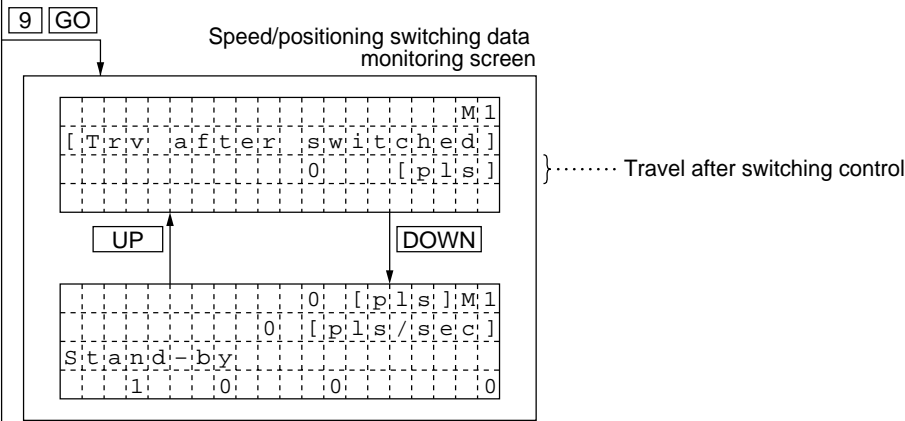 9 GO
Speed/positioning switching data
monitoring screen
M1
[Trv after switched]
0 [pls]
Travel after switching control
UP DOWN
0 [pls]M1
0 [pls/sec]
Stand-by
1 0 0 0